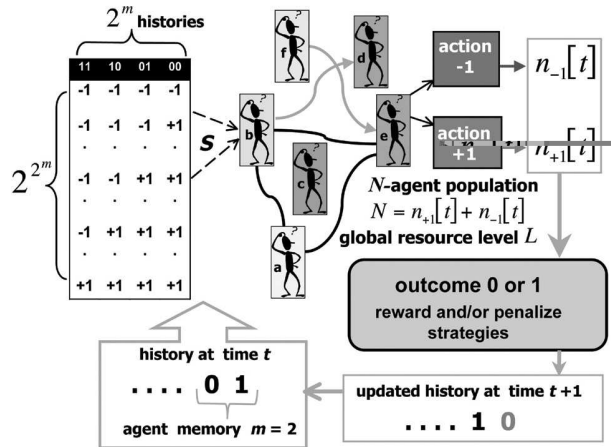 2^m histories
11 10 01 00
-1 -1 -1 -1
-1 -1 -1 +1
. . . .
-1 -1 +1 +1
. . . .
-1 +1 +1 +1
. . . .
+1 +1 +1 +1
2^{2^m}
S
?
f
?
d
?
b
?
e
?
c
?
a
action
-1
action
+1
n_{-1}[t]
n_{+1}[t]
N-agent population
N = n_{+1}[t] + n_{-1}[t]
global resource level L
outcome 0 or 1
reward and/or penalize
strategies
history at time t
. . . . 0 1
agent memory m = 2
updated history at time t+1
. . . . 1 0